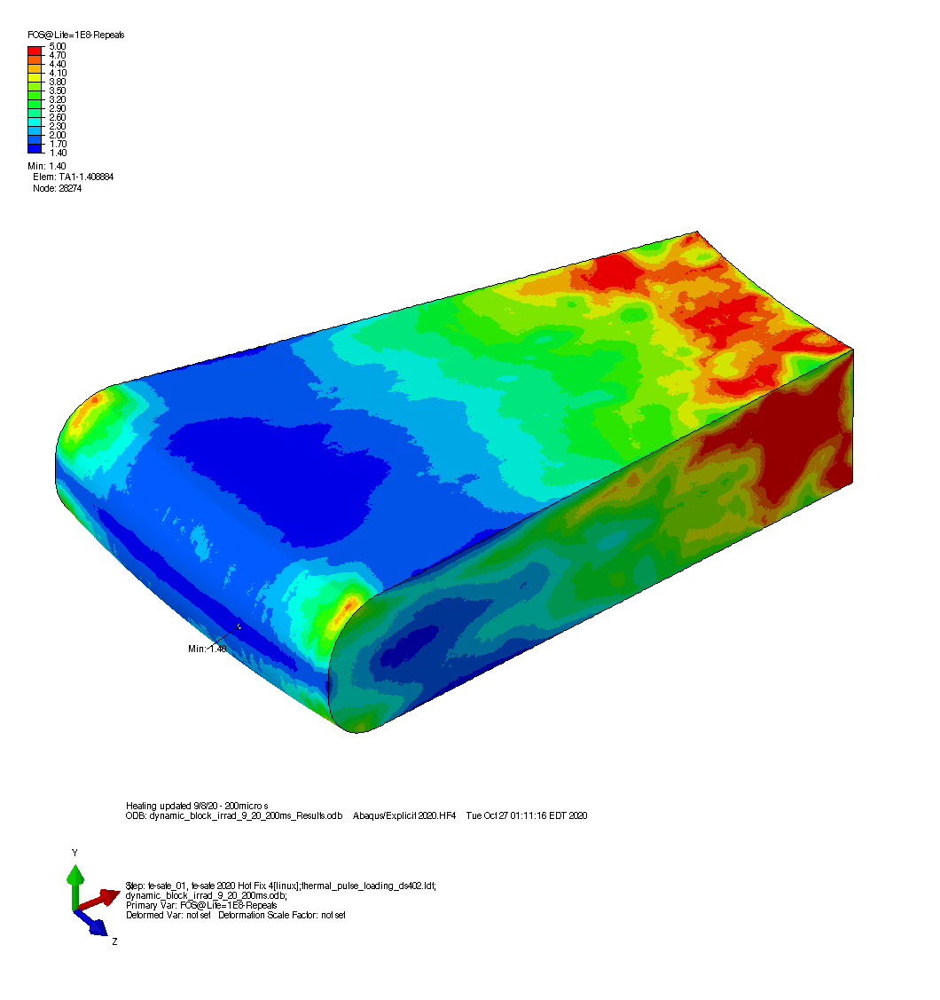 FOS@Life=1E8-Repeats
5.00
4.70
4.40
4.10
3.80
3.50
3.20
2.90
2.60
2.30
2.00
1.70
1.40
Min: 1.40
Elem: TA1-1.408884
Node: 28274
Min: 1.40
Heating updated 9/8/20 - 200micros
ODB: dynamic_block_irrad_9_20_200ms_Results.odb Abaqus/Explicit 2020.HF4 Tue Oct 27 01:11:16 EDT 2020
Y
X
Z
Step: fe-safe_01, fe-safe 2020 Hot Fix 4[linux];thermal_pulse_loading_ds402.ldf;
dynamic_block_irrad_9_20_200ms.odb;
Primary Var: FOS@Life=1E8-Repeats
Deformed Var: not set Deformation Scale Factor: not set